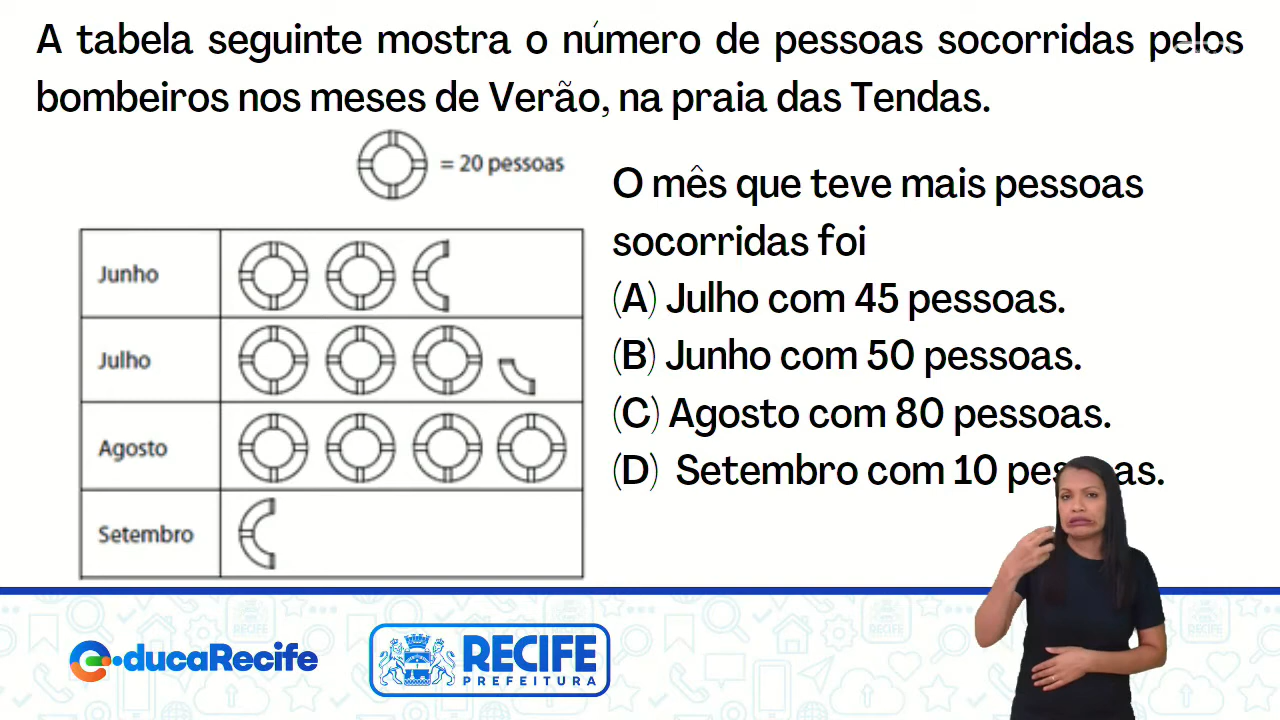 A tabela seguinte mostra o número de pessoas socorridas pelos
bombeiros nos meses de Verão, na praia das Tendas.
= 20 pessoas
O mês que teve mais pessoas
socorridas foi
(A) Julho com 45 pessoas.
(B) Junho com 50 pessoas.
(C) Agosto com 80 pessoas.
(D) Setembro com 10 pessoas.
Junho
Julho
Agosto
Setembro
ducaRecife
RECIFE
PREFEITURA